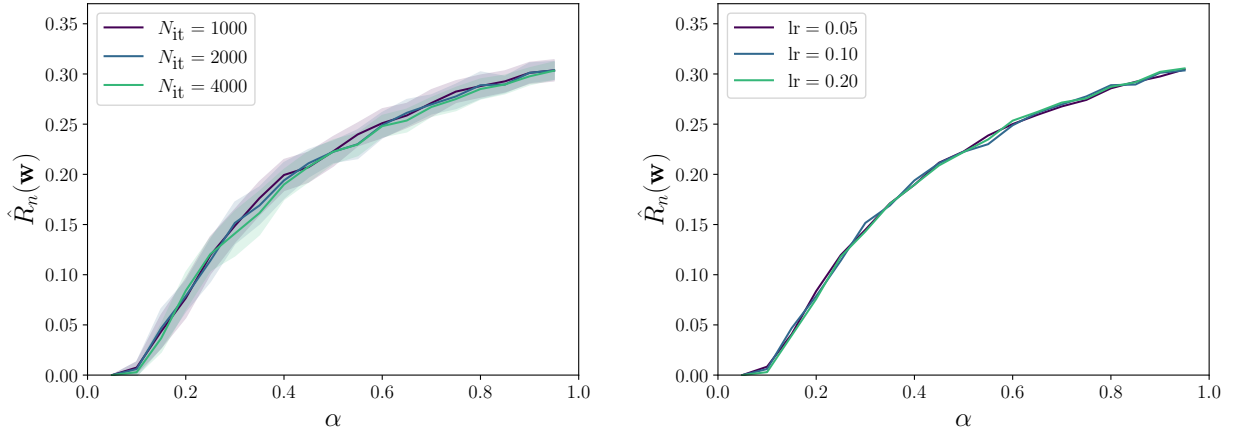 0.35
0.30
0.25
0.20
0.15
0.10
0.05
0.00
R̂ₙ(w)
N_it = 1000
N_it = 2000
N_it = 4000
0.0 0.2 0.4 0.6 0.8 1.0
α
0.35
0.30
0.25
0.20
0.15
0.10
0.05
0.00
R̂ₙ(w)
lr = 0.05
lr = 0.10
lr = 0.20
0.0 0.2 0.4 0.6 0.8 1.0
α